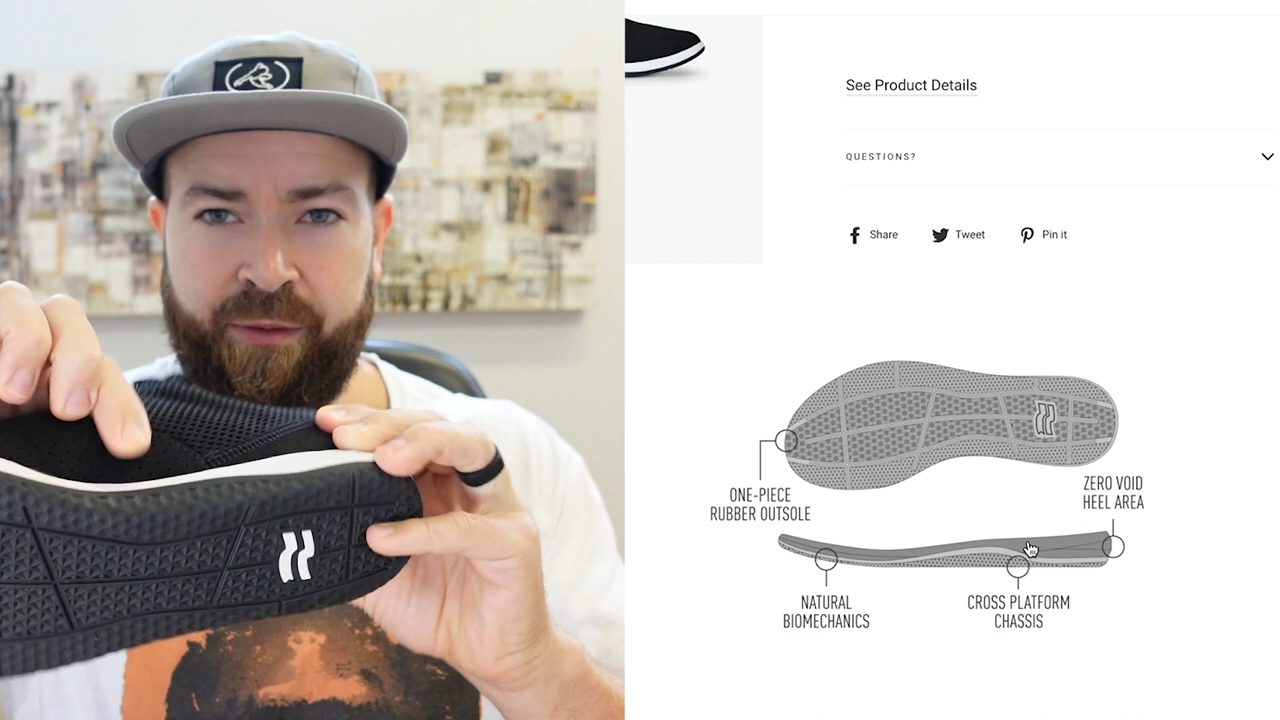 See Product Details
QUESTIONS?
Share
Tweet
Pin it
ONE-PIECE
RUBBER OUTSOLE
ZERO VOID
HEEL AREA
NATURAL
BIOMECHANICS
CROSS PLATFORM
CHASSIS